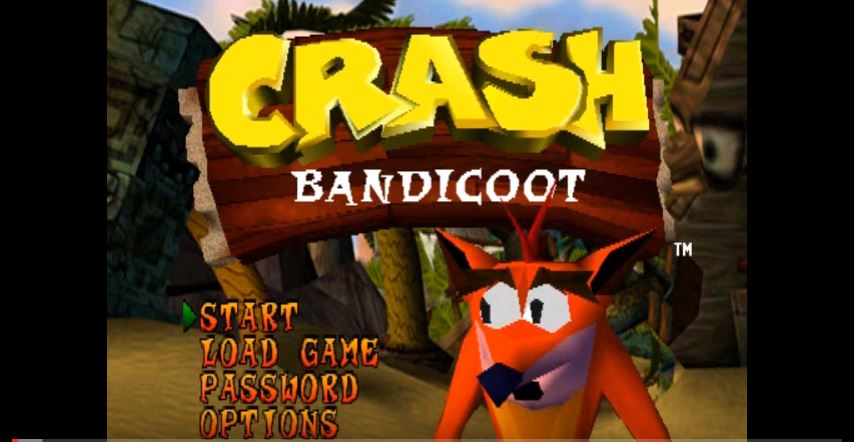 CRASH
BANDICOOT
TM
START
LOAD GAME
PASSWORD
OPTIONS